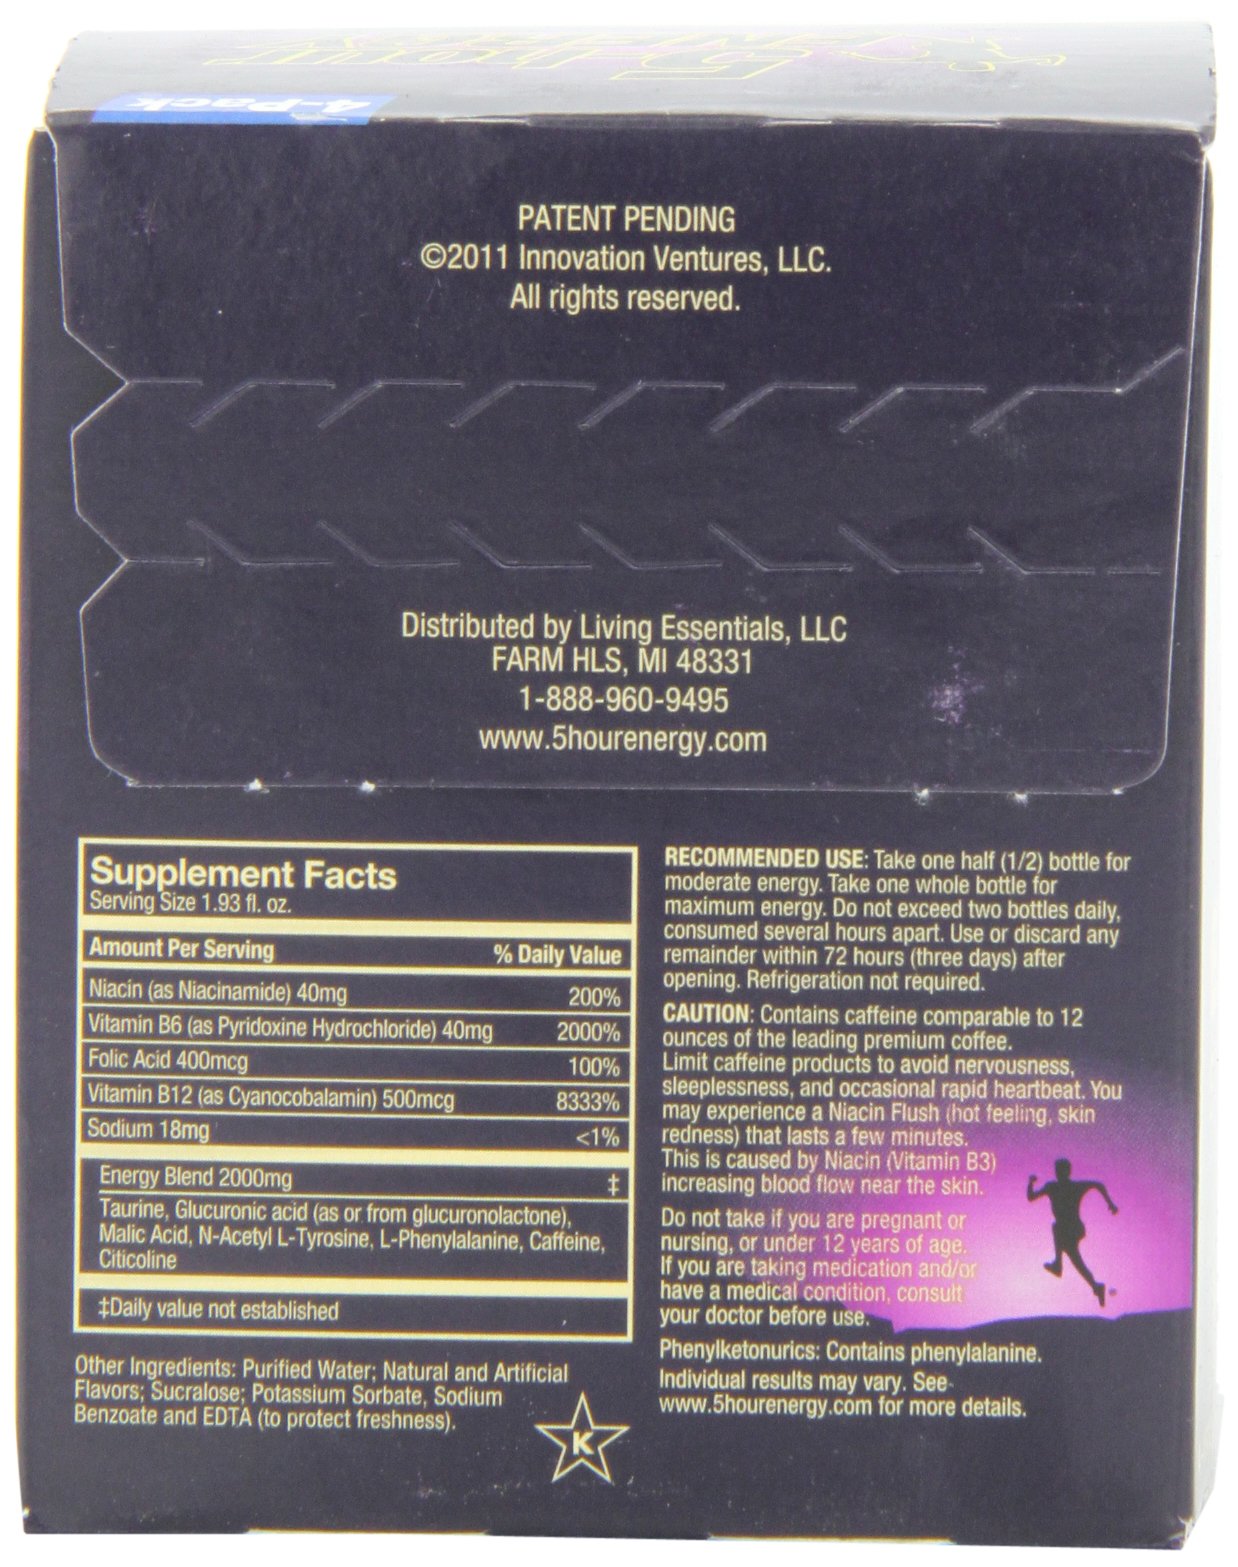 5-hour
ENERGY
4-Pack
PATENT PENDING
©2011 Innovation Ventures, LLC.
All rights reserved.
Distributed by Living Essentials, LLC
FARM HLS, MI 48331
1-888-960-9495
www.5hourenergy.com
Supplement Facts
Serving Size 1.93 fl. oz.
Amount Per Serving % Daily Value
Niacin (as Niacinamide) 40mg 200%
Vitamin B6 (as Pyridoxine Hydrochloride) 40mg 2000%
Folic Acid 400mcg 100%
Vitamin B12 (as Cyanocobalamin) 500mcg 8333%
Sodium 18mg <1%
Energy Blend 2000mg ‡
Taurine, Glucuronic acid (as or from glucuronolactone),
Malic Acid, N-Acetyl L-Tyrosine, L-Phenylalanine, Caffeine,
Citicoline
‡Daily value not established
Other Ingredients: Purified Water; Natural and Artificial
Flavors; Sucralose; Potassium Sorbate, Sodium
Benzoate and EDTA (to protect freshness).
K
RECOMMENDED USE: Take one half (1/2) bottle for
moderate energy. Take one whole bottle for
maximum energy. Do not exceed two bottles daily,
consumed several hours apart. Use or discard any
remainder within 72 hours (three days) after
opening. Refrigeration not required.
CAUTION: Contains caffeine comparable to 12
ounces of the leading premium coffee.
Limit caffeine products to avoid nervousness,
sleeplessness, and occasional rapid heartbeat. You
may experience a Niacin Flush (hot feeling, skin
redness) that lasts a few minutes.
This is caused by Niacin (Vitamin B3)
increasing blood flow near the skin.
Do not take if you are pregnant or
nursing, or under 12 years of age.
If you are taking medication and/or
have a medical condition, consult
your doctor before use.
Phenylketonurics: Contains phenylalanine.
Individual results may vary. See
www.5hourenergy.com for more details.